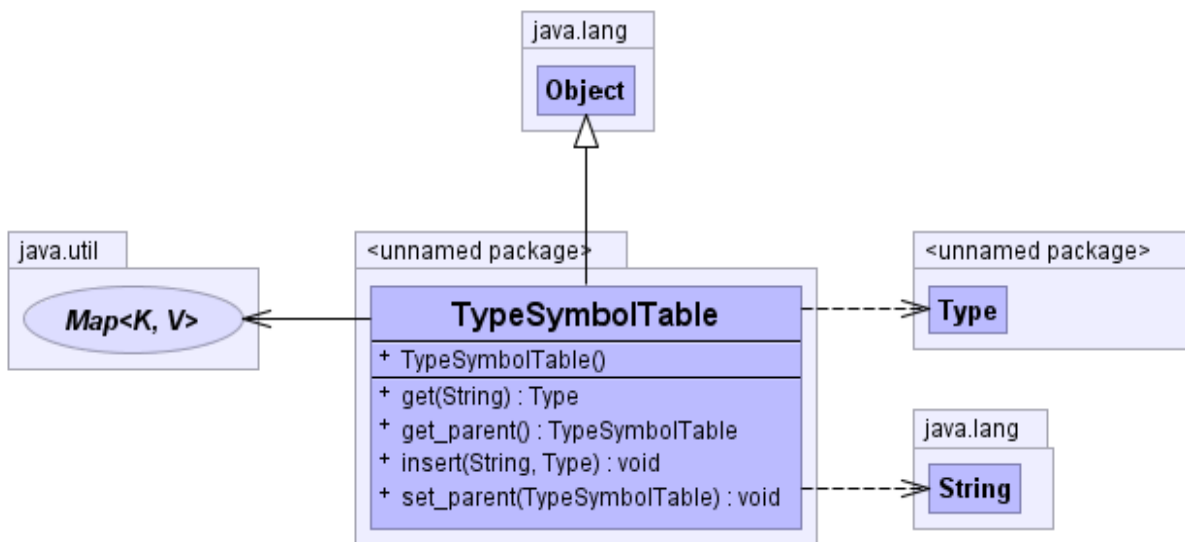 java.lang
Object
java.util
Map<K, V>
<unnamed package>
TypeSymbolTable
+ TypeSymbolTable()
+ get(String) : Type
+ get_parent() : TypeSymbolTable
+ insert(String, Type) : void
+ set_parent(TypeSymbolTable) : void
<unnamed package>
Type
java.lang
String